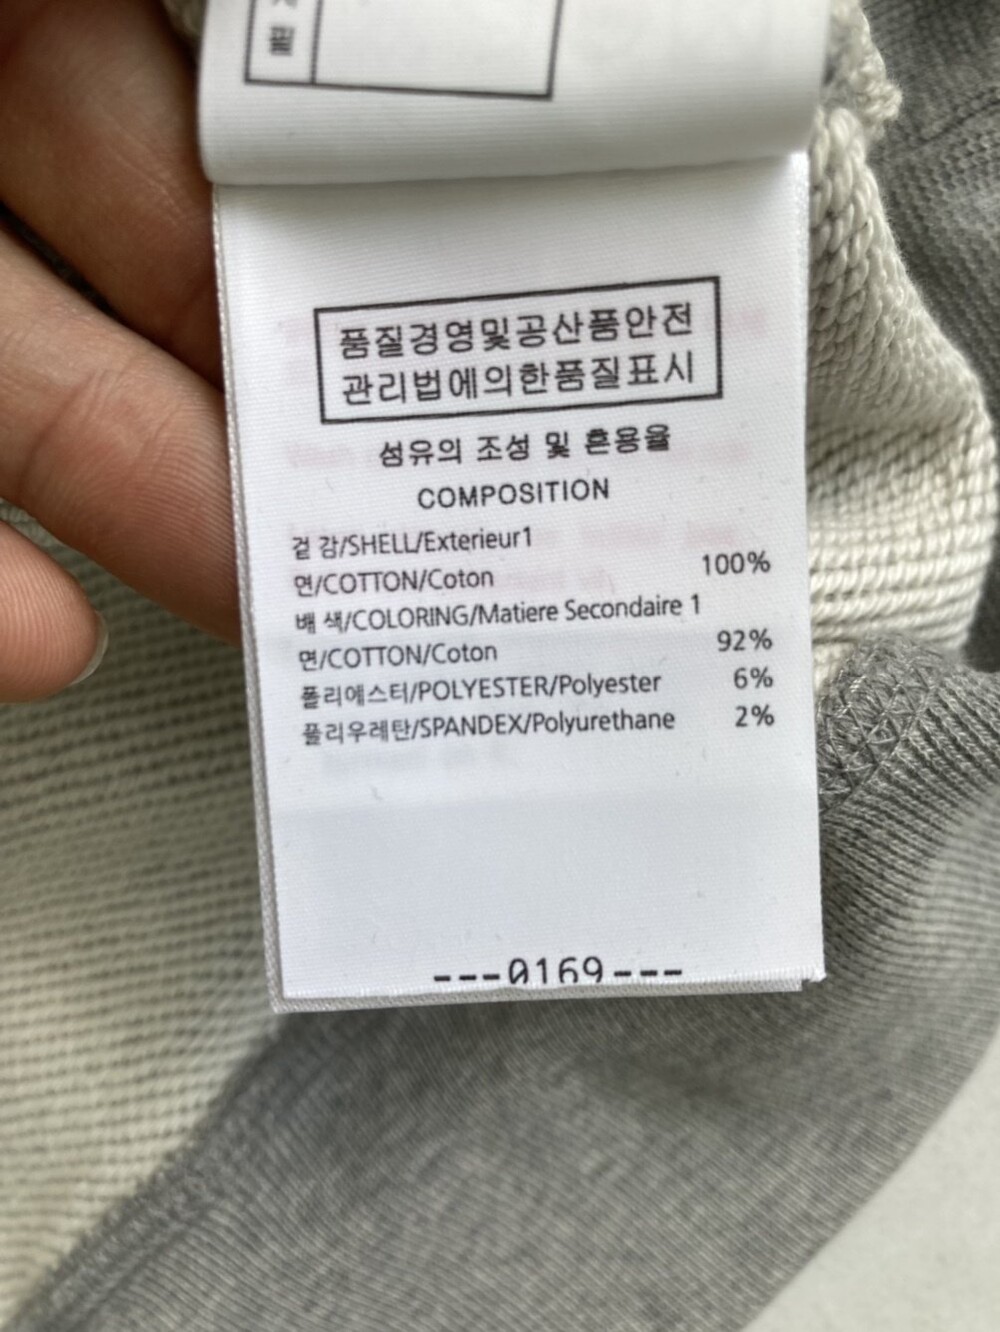 필
품질경영및공산품안전
관리법에의한품질표시
섬유의 조성 및 혼용율
COMPOSITION
겉 감/SHELL/Exterieur1
면/COTTON/Coton 100%
배 색/COLORING/Matiere Secondaire 1
면/COTTON/Coton 92%
폴리에스터/POLYESTER/Polyester 6%
폴리우레탄/SPANDEX/Polyurethane 2%
---0169---